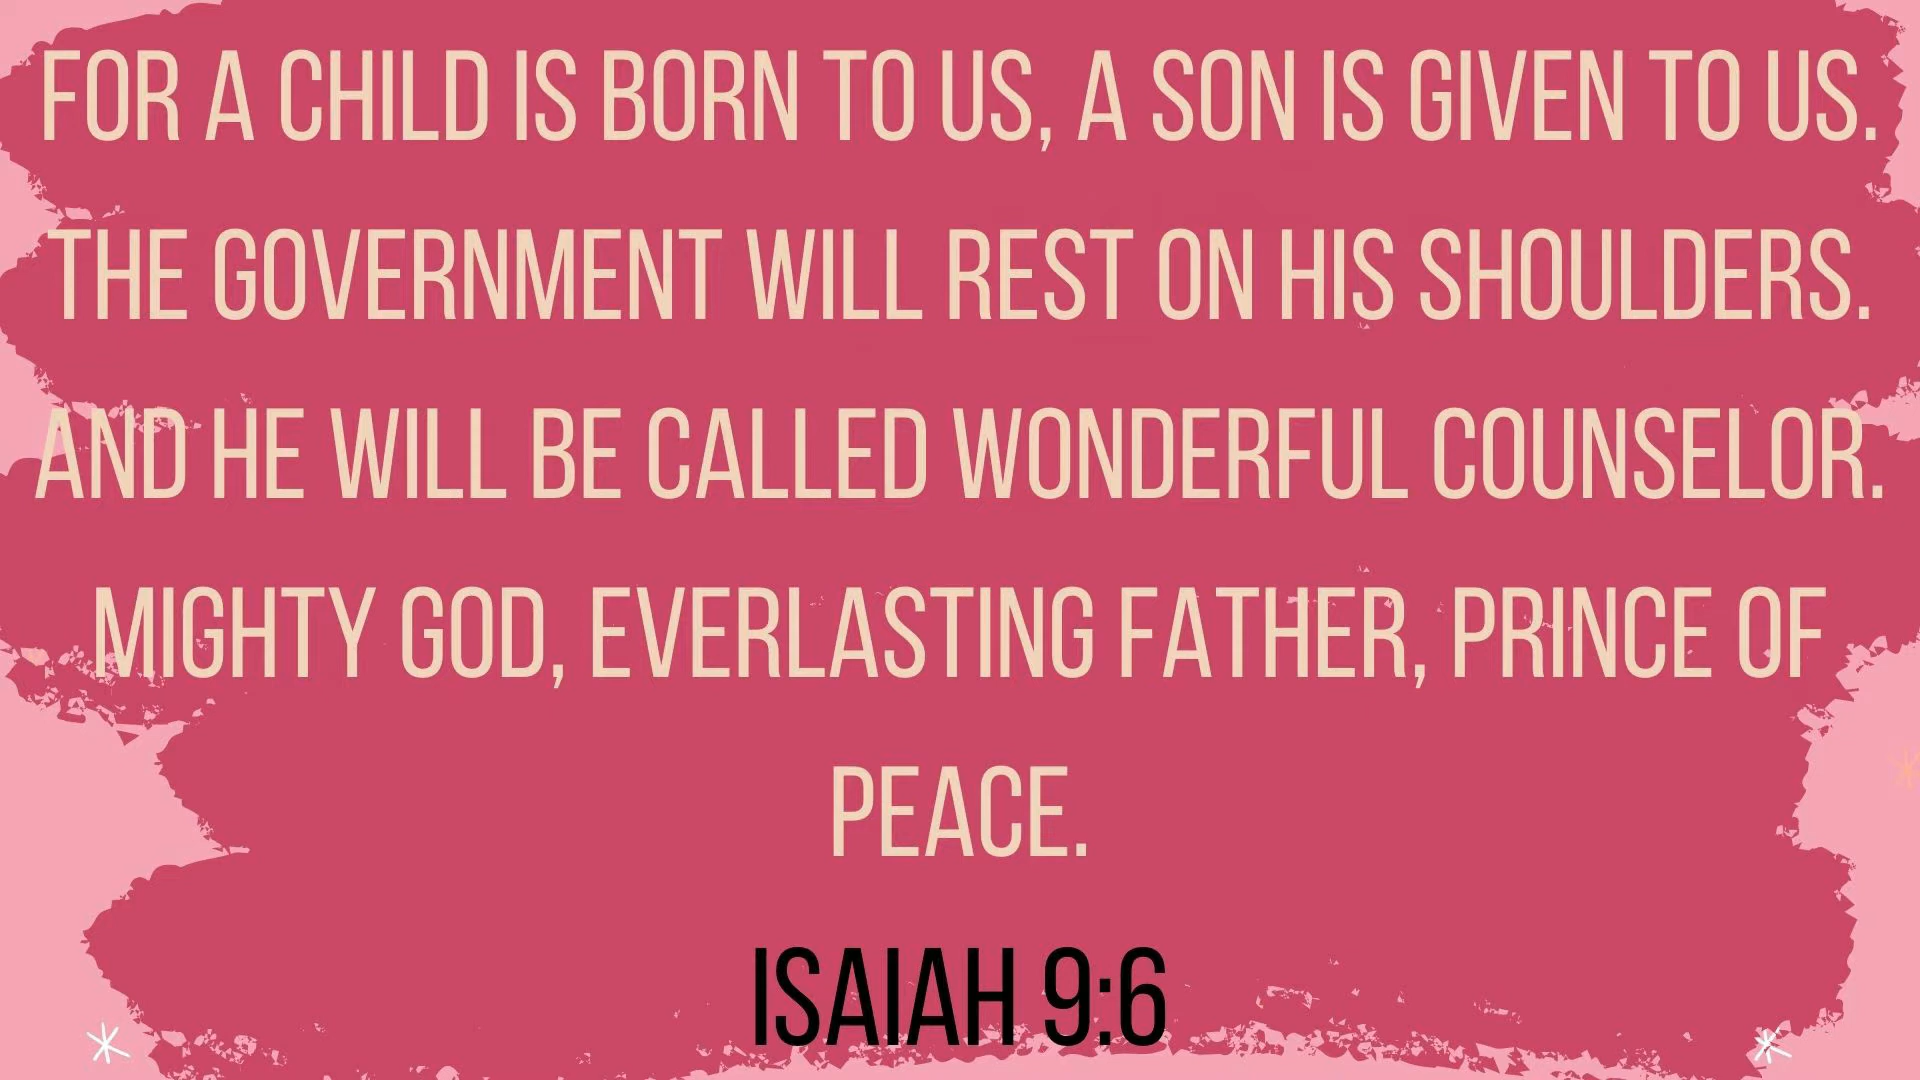 FOR A CHILD IS BORN TO US, A SON IS GIVEN TO US.
THE GOVERNMENT WILL REST ON HIS SHOULDERS.
AND HE WILL BE CALLED WONDERFUL COUNSELOR.
MIGHTY GOD, EVERLASTING FATHER, PRINCE OF
PEACE.
ISAIAH 9:6